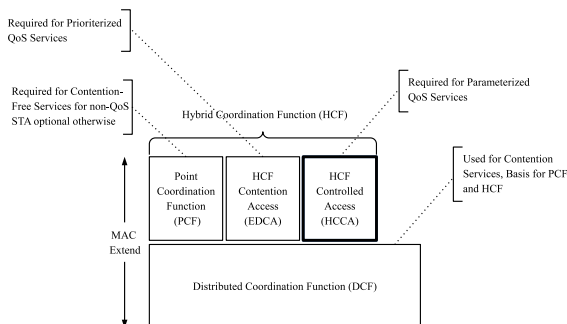 Required for Prioriterized
QoS Services
Required for Contention-
Free Services for non-QoS
STA optional otherwise
Hybrid Coordination Function (HCF)
Required for Parameterized
QoS Services
Used for Contention
Services, Basis for PCF
and HCF
MAC
Extend
Point
Coordination
Function
(PCF)
HCF
Contention
Access
(EDCA)
HCF
Controlled
Access
(HCCA)
Distributed Coordination Function (DCF)